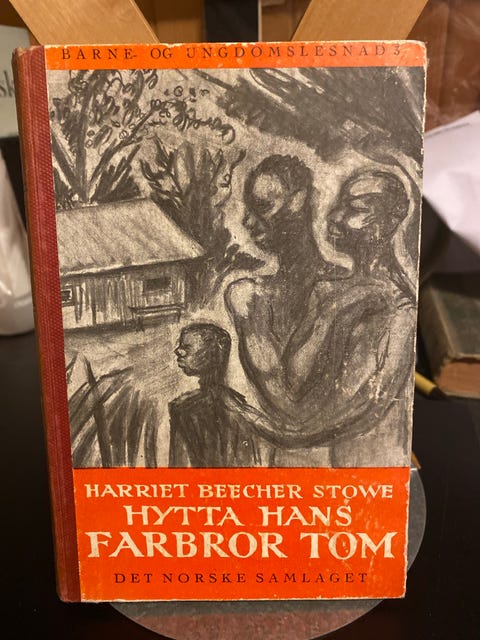 BARNE- OG UNGDOMSLESNAD 3
HARRIET BEECHER STOWE
HYTTA HANS
FARBROR TOM
DET NORSKE SAMLAGET